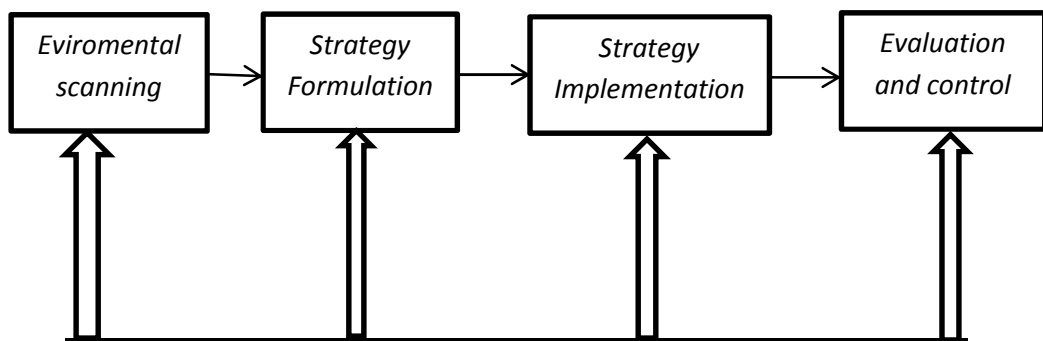 Eviromental
scanning
Strategy
Formulation
Strategy
Implementation
Evaluation
and control